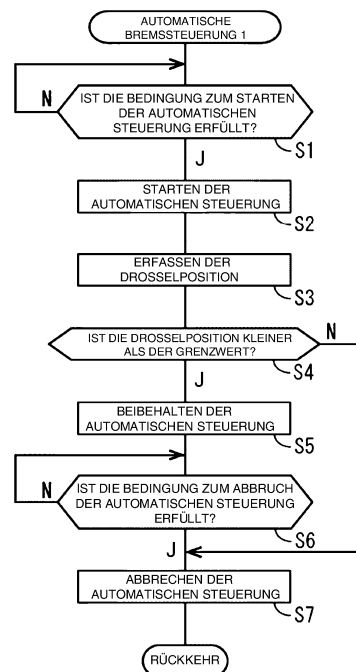 AUTOMATISCHE
BREMSSTEUERUNG 1
N
IST DIE BEDINGUNG ZUM STARTEN
DER AUTOMATISCHEN
STEUERUNG ERFÜLLT?
S1
J
STARTEN DER
AUTOMATISCHEN STEUERUNG
S2
ERFASSEN DER
DROSSELPOSITION
S3
IST DIE DROSSELPOSITION KLEINER
ALS DER GRENZWERT?
N
S4
J
BEIBEHALTEN DER
AUTOMATISCHEN STEUERUNG
S5
N
IST DIE BEDINGUNG ZUM ABBRUCH
DER AUTOMATISCHEN STEUERUNG
ERFÜLLT?
S6
J
ABBRECHEN DER
AUTOMATISCHEN STEUERUNG
S7
RÜCKKEHR